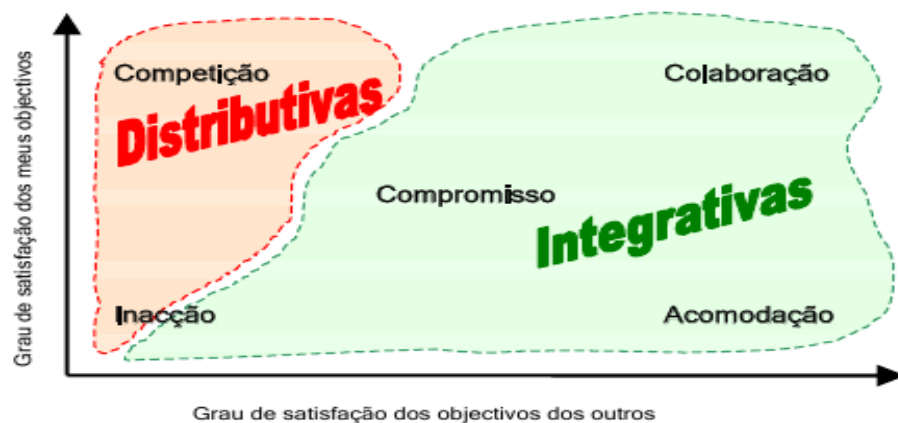 Grau de satisfação dos meus objectivos
Competição
Colaboração
Distributivas
Compromisso
Integrativas
Inacção
Acomodação
Grau de satisfação dos objectivos dos outros